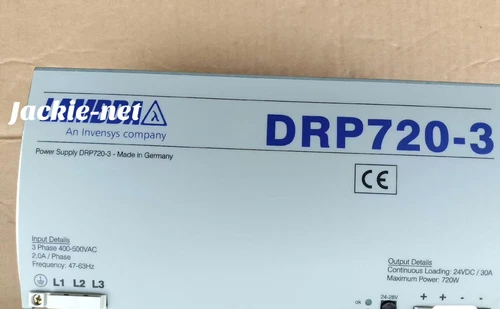 Jackie-net
LAMBDA
An Invensys company
DRP720-3
Power Supply DRP720-3 - Made in Germany
CE
Input Details
3 Phase 400-500VAC
2.0A / Phase
Frequency: 47-63Hz
L1 L2 L3
Output Details
Continuous Loading: 24VDC / 30A
Maximum Power: 720W
ok
24-28V
+ + - -